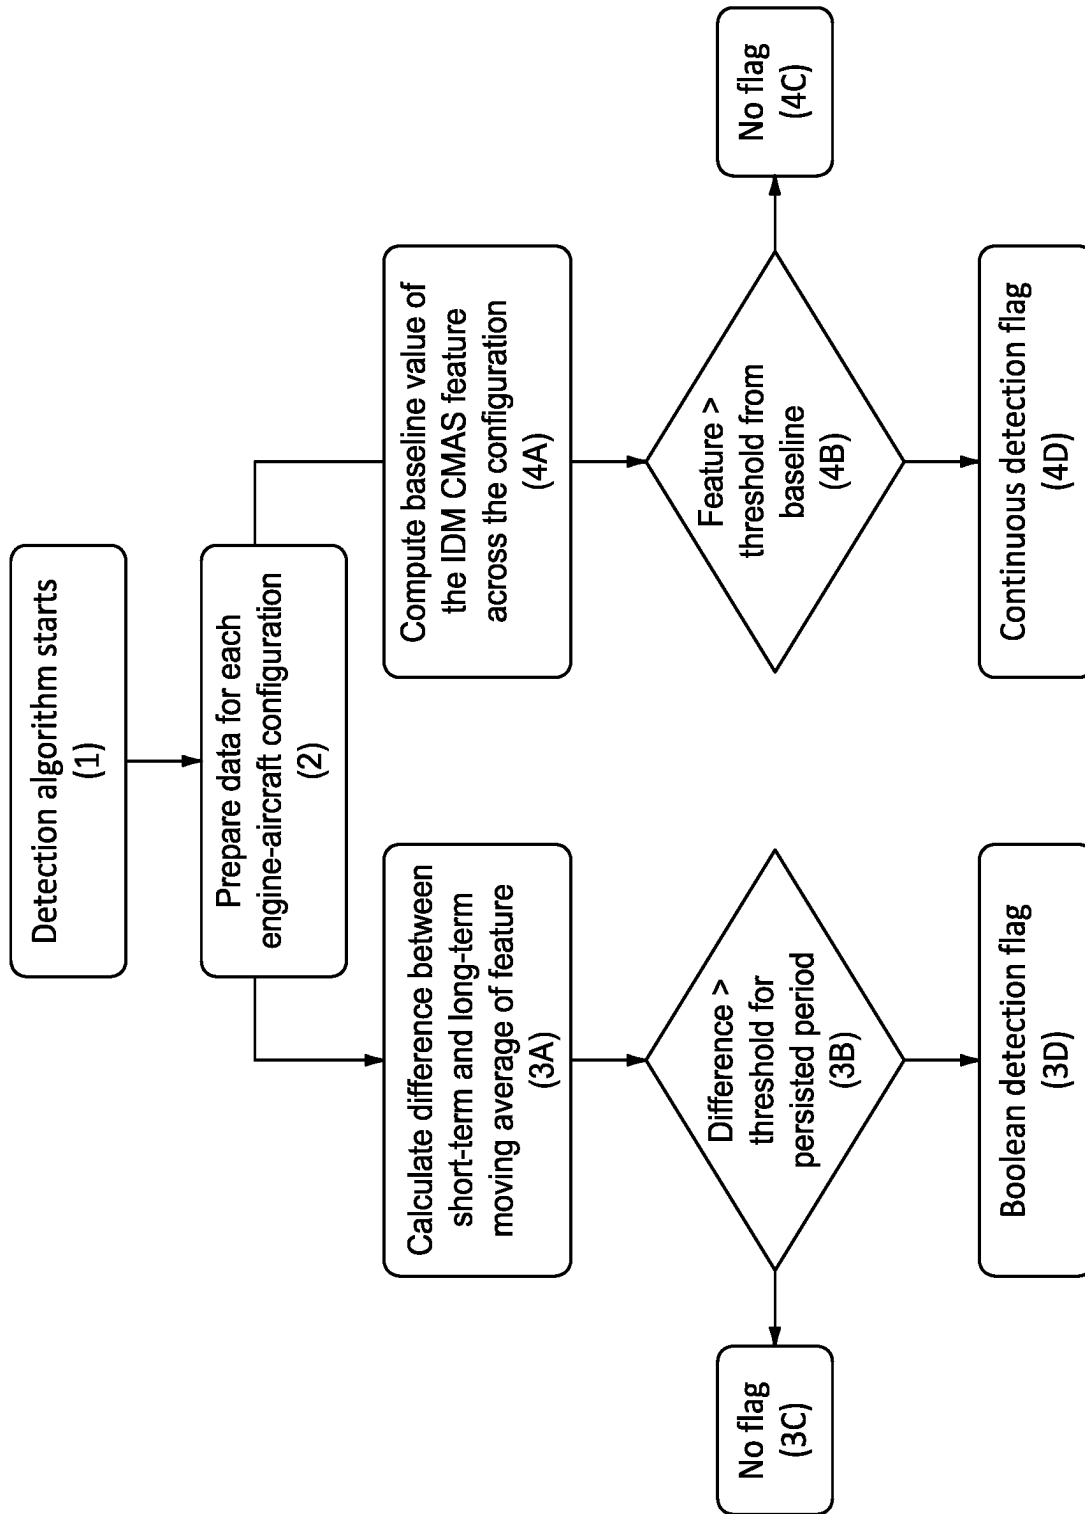 Detection algorithm starts
(1)
Prepare data for each
engine-aircraft configuration
(2)
Calculate difference between
short-term and long-term
moving average of feature
(3A)
Difference >
threshold for
persisted period
(3B)
No flag
(3C)
Boolean detection flag
(3D)
Compute baseline value of
the IDM CMAS feature
across the configuration
(4A)
Feature >
threshold from
baseline
(4B)
No flag
(4C)
Continuous detection flag
(4D)